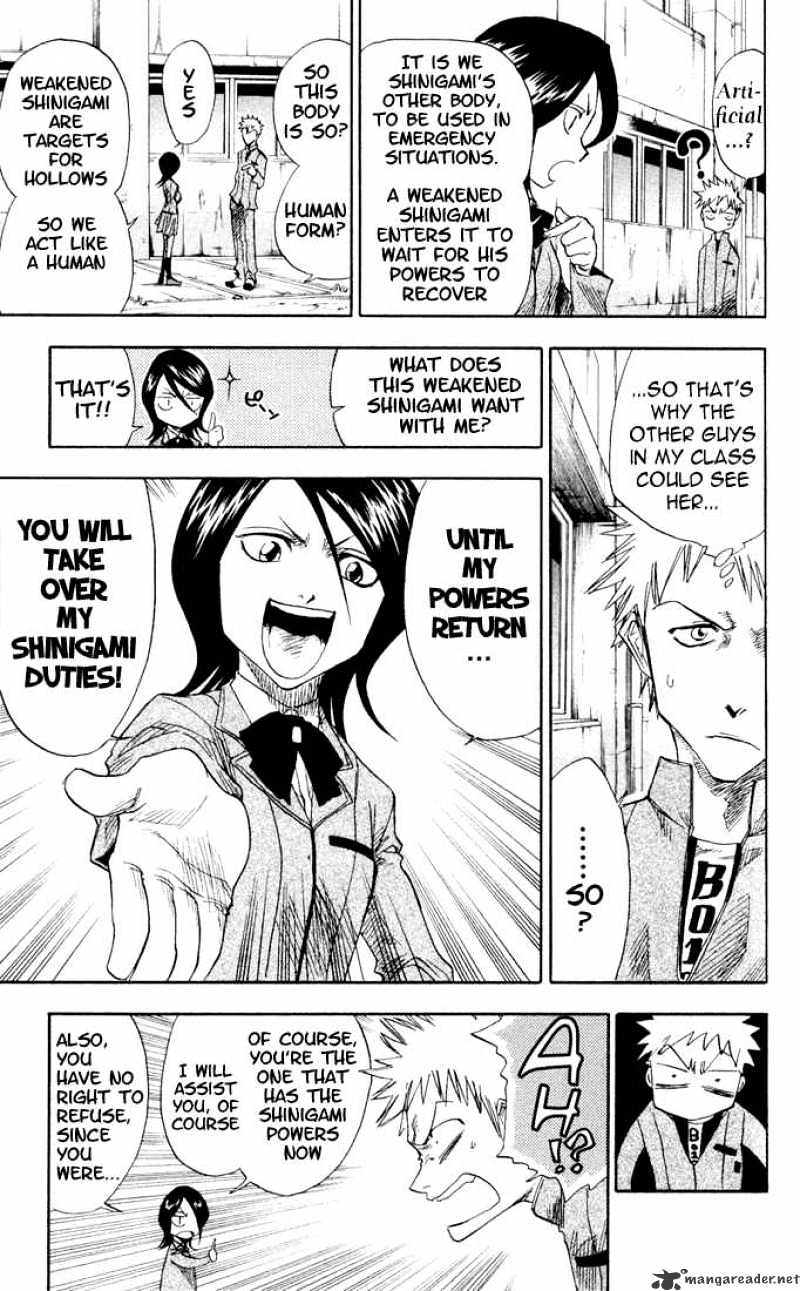 Arti-
ficial
...?
?
IT IS WE
SHINIGAMI'S
OTHER BODY,
TO BE USED IN
EMERGENCY
SITUATIONS.
A WEAKENED
SHINIGAMI
ENTERS IT TO
WAIT FOR HIS
POWERS TO
RECOVER
SO
THIS
BODY
IS SO?
HUMAN
FORM?
YES
WEAKENED
SHINIGAMI
ARE
TARGETS
FOR
HOLLOWS
SO WE
ACT LIKE
A HUMAN
...SO THAT'S
WHY THE
OTHER GUYS
IN MY CLASS
COULD SEE
HER...
........
SO
?
BO1
WHAT DOES
THIS WEAKENED
SHINIGAMI WANT
WITH ME?
ピーッ
THAT'S
IT!!
UNTIL
MY
POWERS
RETURN
...
YOU WILL
TAKE
OVER
MY
SHINIGAMI
DUTIES!
BO1
AH?!!
OF COURSE,
YOU'RE THE
ONE THAT
HAS THE
SHINIGAMI
POWERS
NOW
I WILL
ASSIST
YOU, OF
COURSE
ALSO,
YOU
HAVE NO
RIGHT TO
REFUSE,
SINCE
YOU
WERE...
mangareader.net